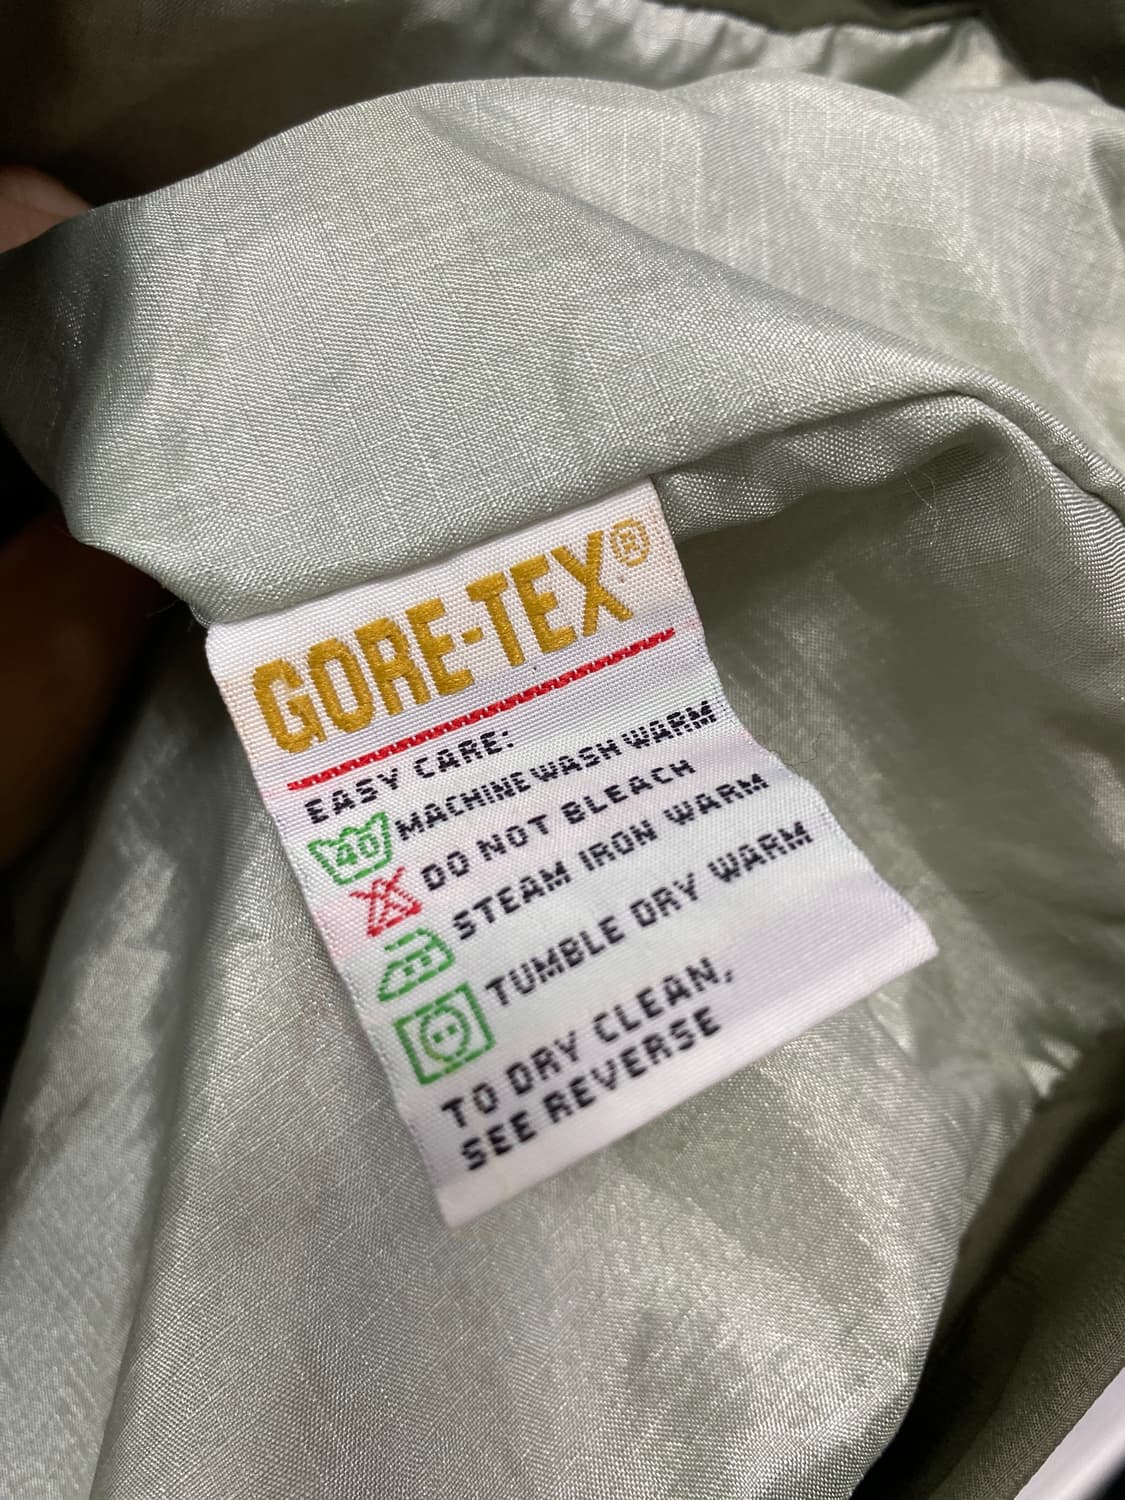 GORE-TEX®
EASY CARE:
40 MACHINE WASH WARM
DO NOT BLEACH
STEAM IRON WARM
TUMBLE DRY WARM
TO DRY CLEAN,
SEE REVERSE